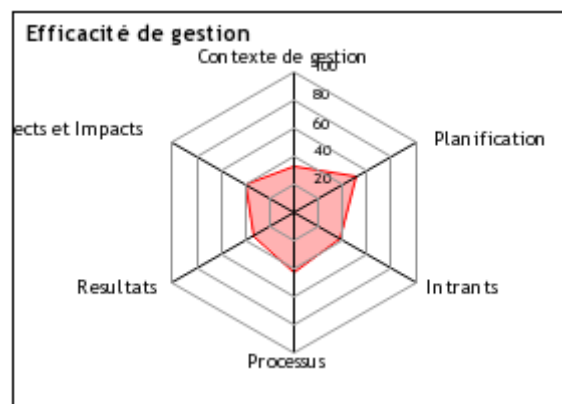 Efficacité de gestion
Contexte de gestion
100
80
60
40
20
ects et Impacts
Planification
Resultats
Intrants
Processus